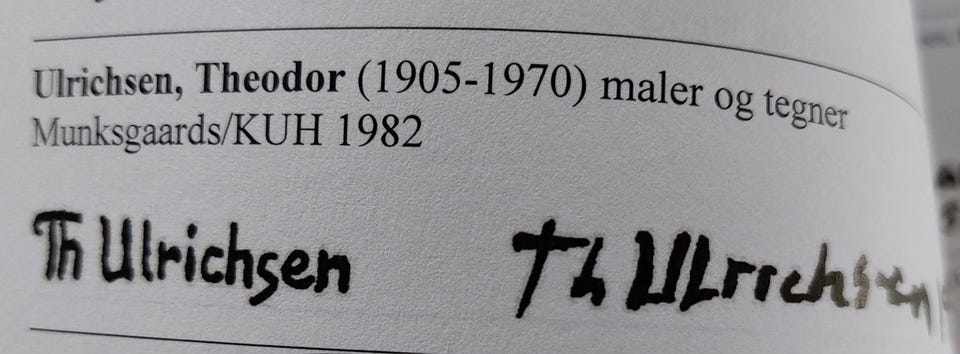 Ulrichsen, Theodor (1905-1970) maler og tegner
Munksgaards/KUH 1982
Th Ulrichsen Th Ulrichsen